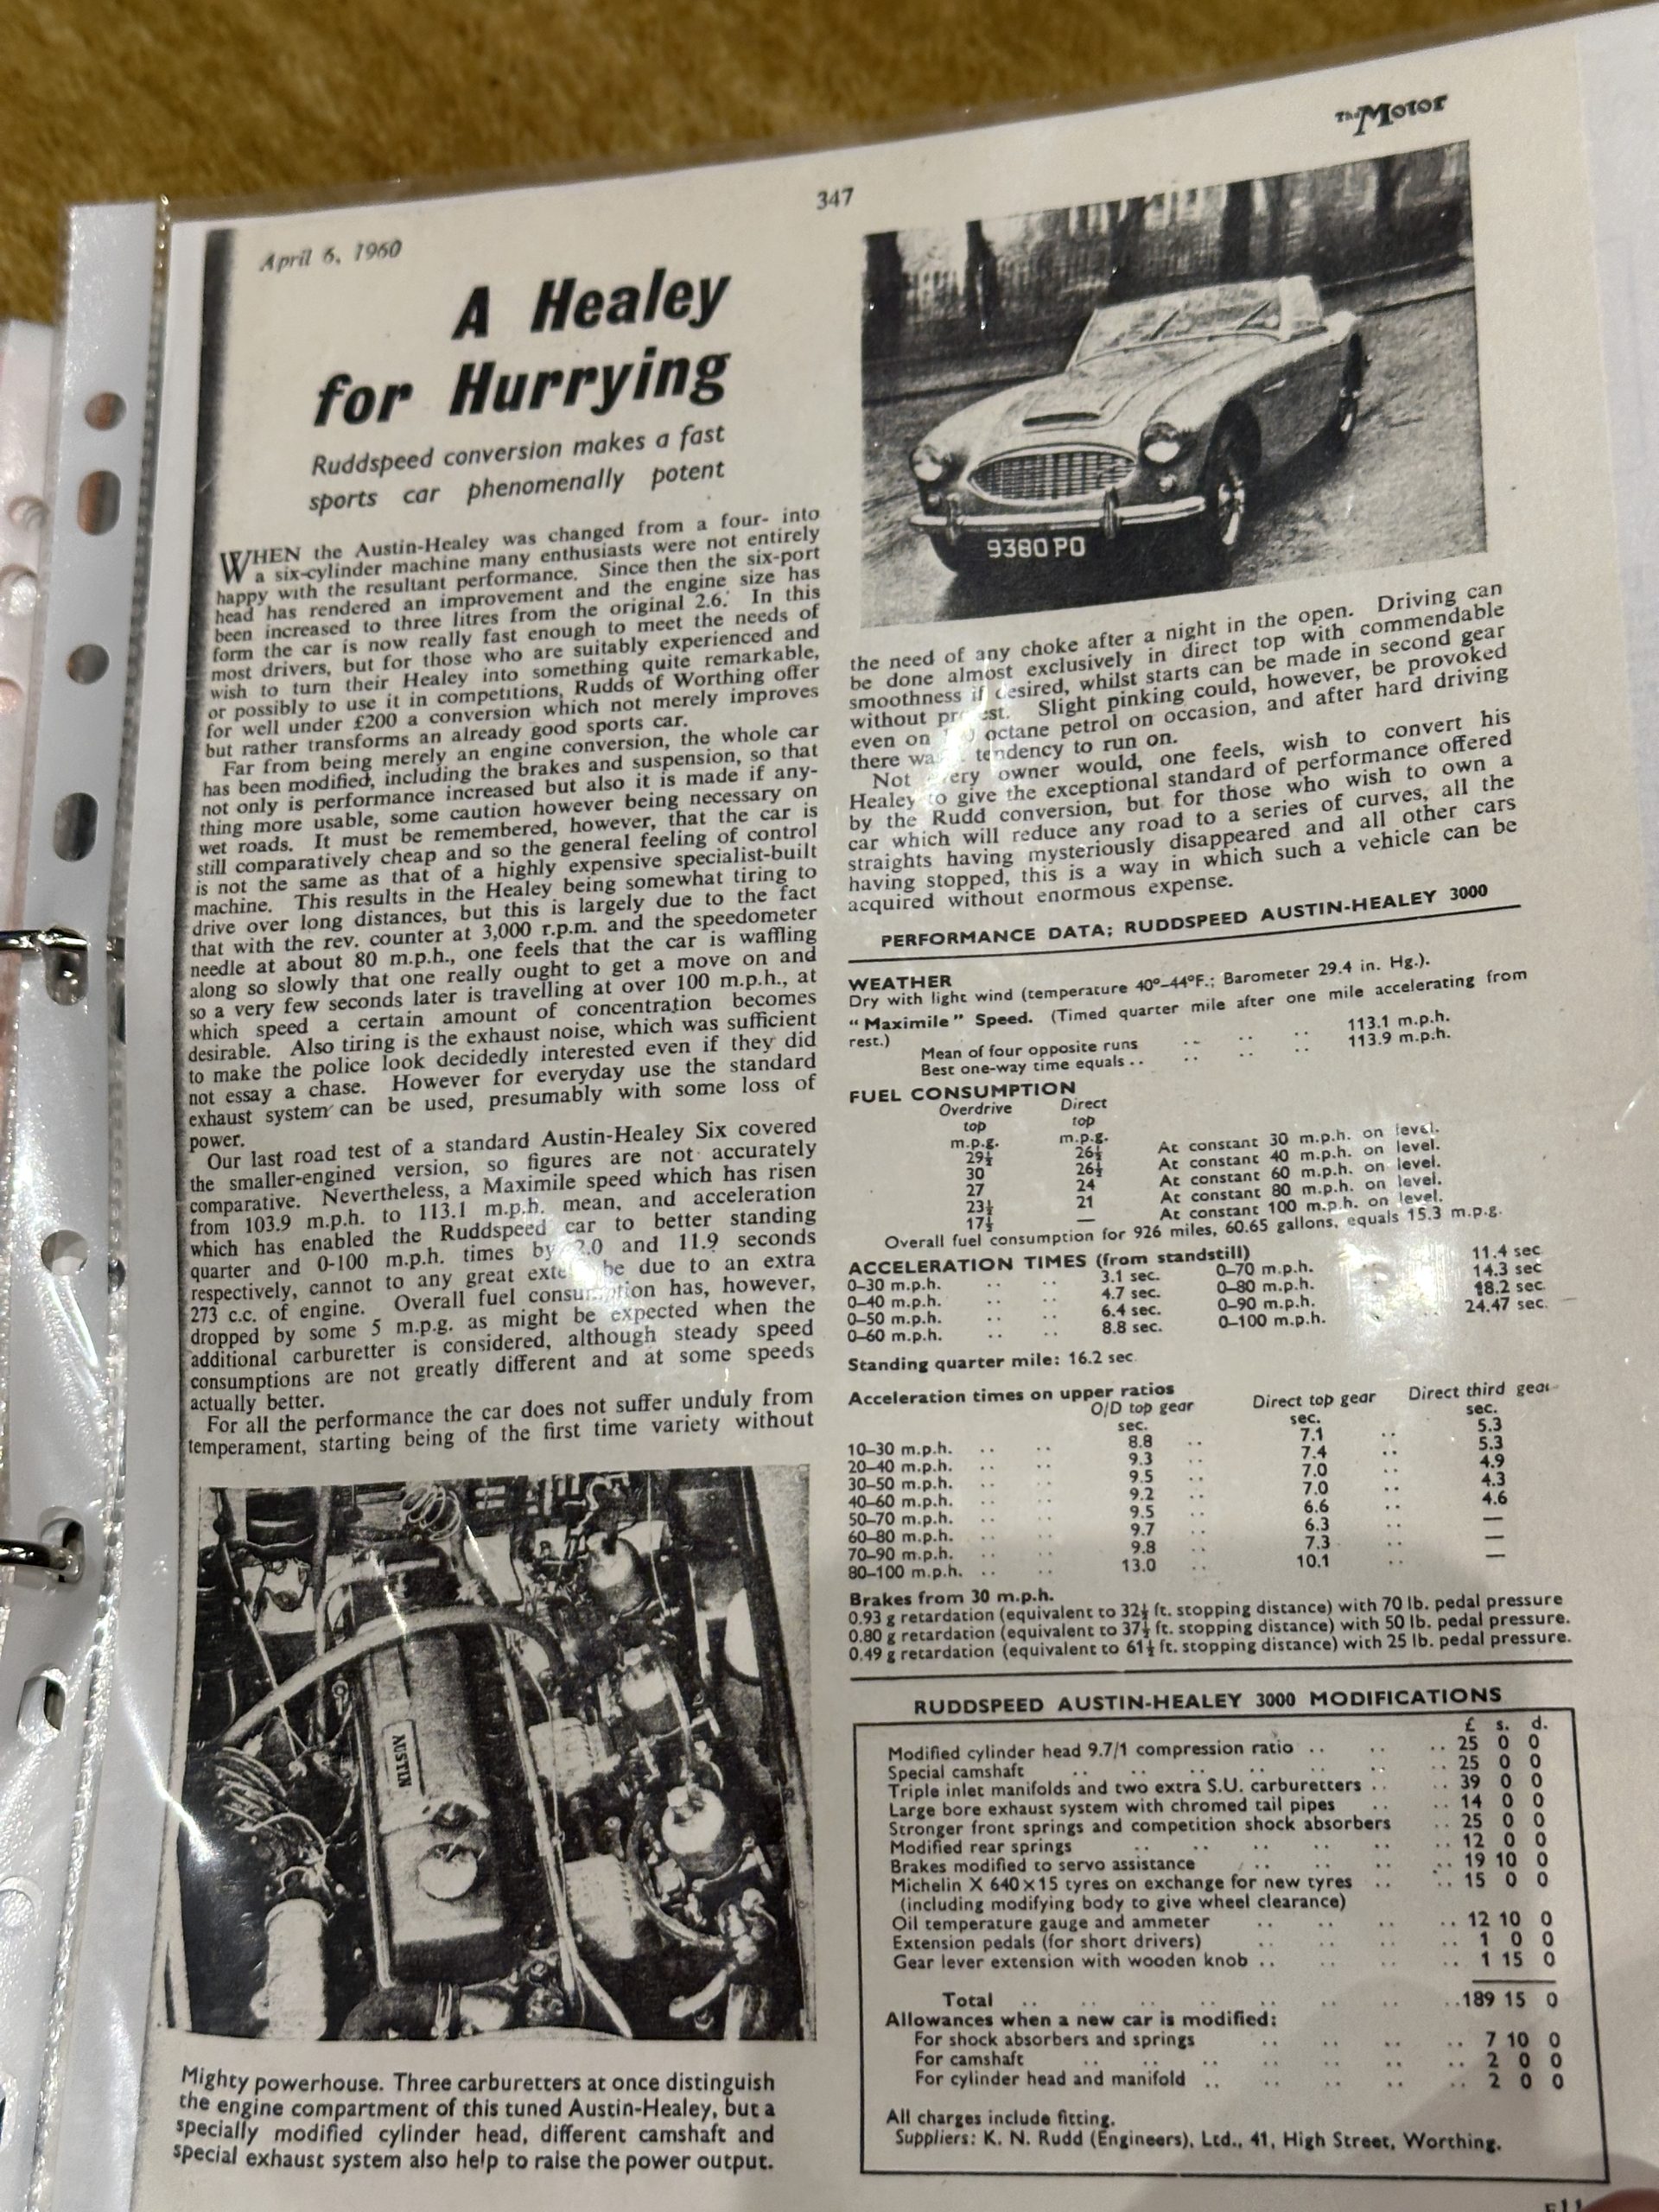 The Motor
347
April 6, 1960
A Healey
for Hurrying
Ruddspeed conversion makes a fast
sports car phenomenally potent
WHEN the Austin-Healey was changed from a four- into
a six-cylinder machine many enthusiasts were not entirely
happy with the resultant performance. Since then the six-port
head has rendered an improvement and the engine size has
been increased to three litres from the original 2.6. In this
form the car is now really fast enough to meet the needs of
most drivers, but for those who are suitably experienced and
wish to turn their Healey into something quite remarkable,
or possibly to use it in competitions, Rudds of Worthing offer
for well under £200 a conversion which not merely improves
but rather transforms an already good sports car.
Far from being merely an engine conversion, the whole car
has been modified, including the brakes and suspension, so that
not only is performance increased but also it is made if any-
thing more usable, some caution however being necessary on
wet roads. It must be remembered, however, that the car is
still comparatively cheap and so the general feeling of control
is not the same as that of a highly expensive specialist-built
machine. This results in the Healey being somewhat tiring to
drive over long distances, but this is largely due to the fact
that with the rev. counter at 3,000 r.p.m. and the speedometer
needle at about 80 m.p.h., one feels that the car is waffling
along so slowly that one really ought to get a move on and
so a very few seconds later is travelling at over 100 m.p.h., at
which speed a certain amount of concentration becomes
desirable. Also tiring is the exhaust noise, which was sufficient
to make the police look decidedly interested even if they did
not essay a chase. However for everyday use the standard
exhaust system can be used, presumably with some loss of
power.
Our last road test of a standard Austin-Healey Six covered
the smaller-engined version, so figures are not accurately
comparative. Nevertheless, a Maximile speed which has risen
from 103.9 m.p.h. to 113.1 m.p.h. mean, and acceleration
which has enabled the Ruddspeed car to better standing
quarter and 0-100 m.p.h. times by 2.0 and 11.9 seconds
respectively, cannot to any great extent be due to an extra
273 c.c. of engine. Overall fuel consumption has, however,
dropped by some 5 m.p.g. as might be expected when the
additional carburetter is considered, although steady speed
consumptions are not greatly different and at some speeds
actually better.
For all the performance the car does not suffer unduly from
temperament, starting being of the first time variety without
AUSTIN
Mighty powerhouse. Three carburetters at once distinguish
the engine compartment of this tuned Austin-Healey, but a
specially modified cylinder head, different camshaft and
special exhaust system also help to raise the power output.
9380 PO
the need of any choke after a night in the open. Driving can
be done almost exclusively in direct top with commendable
smoothness if desired, whilst starts can be made in second gear
without protest. Slight pinking could, however, be provoked
even on octane petrol on occasion, and after hard driving
there was tendency to run on.
Not every owner would, one feels, wish to convert his
Healey to give the exceptional standard of performance offered
by the Rudd conversion, but for those who wish to own a
car which will reduce any road to a series of curves, all the
straights having mysteriously disappeared and all other cars
having stopped, this is a way in which such a vehicle can be
acquired without enormous expense.
PERFORMANCE DATA; RUDDSPEED AUSTIN-HEALEY 3000
WEATHER
Dry with light wind (temperature 40°–44°F.; Barometer 29.4 in. Hg.).
"Maximile" Speed. (Timed quarter mile after one mile accelerating from
rest.)
Mean of four opposite runs .. .. .. 113.1 m.p.h.
Best one-way time equals .. .. .. .. 113.9 m.p.h.
FUEL CONSUMPTION
Overdrive Direct
top top
m.p.g. m.p.g.
29½ 26½ At constant 30 m.p.h. on level.
30 26½ At constant 40 m.p.h. on level.
27 24 At constant 60 m.p.h. on level.
23½ 21 At constant 80 m.p.h. on level.
17½ — At constant 100 m.p.h. on level.
Overall fuel consumption for 926 miles, 60.65 gallons, equals 15.3 m.p.g.
ACCELERATION TIMES (from standstill)
0–30 m.p.h. .. .. 3.1 sec. 0–70 m.p.h. 11.4 sec
0–40 m.p.h. .. .. 4.7 sec. 0–80 m.p.h. 14.3 sec
0–50 m.p.h. .. .. 6.4 sec. 0–90 m.p.h. 18.2 sec.
0–60 m.p.h. .. .. 8.8 sec. 0–100 m.p.h. .. 24.47 sec.
Standing quarter mile: 16.2 sec.
Acceleration times on upper ratios
O/D top gear Direct top gear Direct third gear
sec. sec. sec.
10–30 m.p.h. .. .. 8.8 .. 7.1 .. 5.3
20–40 m.p.h. .. .. 9.3 .. 7.4 .. 5.3
30–50 m.p.h. .. .. 9.5 .. 7.0 .. 4.9
40–60 m.p.h. .. .. 9.2 .. 7.0 .. 4.3
50–70 m.p.h. .. .. 9.5 .. 6.6 .. 4.6
60–80 m.p.h. .. .. 9.7 .. 6.3 .. —
70–90 m.p.h. .. .. 9.8 .. 7.3 .. —
80–100 m.p.h. .. .. 13.0 .. 10.1 .. —
Brakes from 30 m.p.h.
0.93 g retardation (equivalent to 32½ ft. stopping distance) with 70 lb. pedal pressure
0.80 g retardation (equivalent to 37½ ft. stopping distance) with 50 lb. pedal pressure.
0.49 g retardation (equivalent to 61½ ft. stopping distance) with 25 lb. pedal pressure.
RUDDSPEED AUSTIN-HEALEY 3000 MODIFICATIONS
£ s. d.
Modified cylinder head 9.7/1 compression ratio .. .. .. 25 0 0
Special camshaft .. .. .. .. .. .. 25 0 0
Triple inlet manifolds and two extra S.U. carburetters .. .. 39 0 0
Large bore exhaust system with chromed tail pipes .. .. 14 0 0
Stronger front springs and competition shock absorbers .. 25 0 0
Modified rear springs .. .. .. .. .. 12 0 0
Brakes modified to servo assistance .. .. .. .. 19 10 0
Michelin X 640×15 tyres on exchange for new tyres .. .. 15 0 0
(including modifying body to give wheel clearance)
Oil temperature gauge and ammeter .. .. .. .. 12 10 0
Extension pedals (for short drivers) .. .. .. .. 1 0 0
Gear lever extension with wooden knob .. .. .. .. 1 15 0
Total .. .. .. .. .. .. .. 189 15 0
Allowances when a new car is modified:
For shock absorbers and springs .. .. .. .. 7 10 0
For camshaft .. .. .. .. .. .. 2 0 0
For cylinder head and manifold .. .. .. .. .. 2 0 0
All charges include fitting.
Suppliers: K. N. Rudd (Engineers), Ltd., 41, High Street, Worthing.